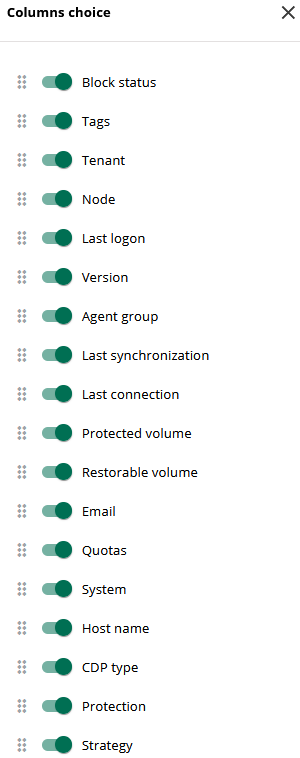 Columns choice
Block status
Tags
Tenant
Node
Last logon
Version
Agent group
Last synchronization
Last connection
Protected volume
Restorable volume
Email
Quotas
System
Host name
CDP type
Protection
Strategy